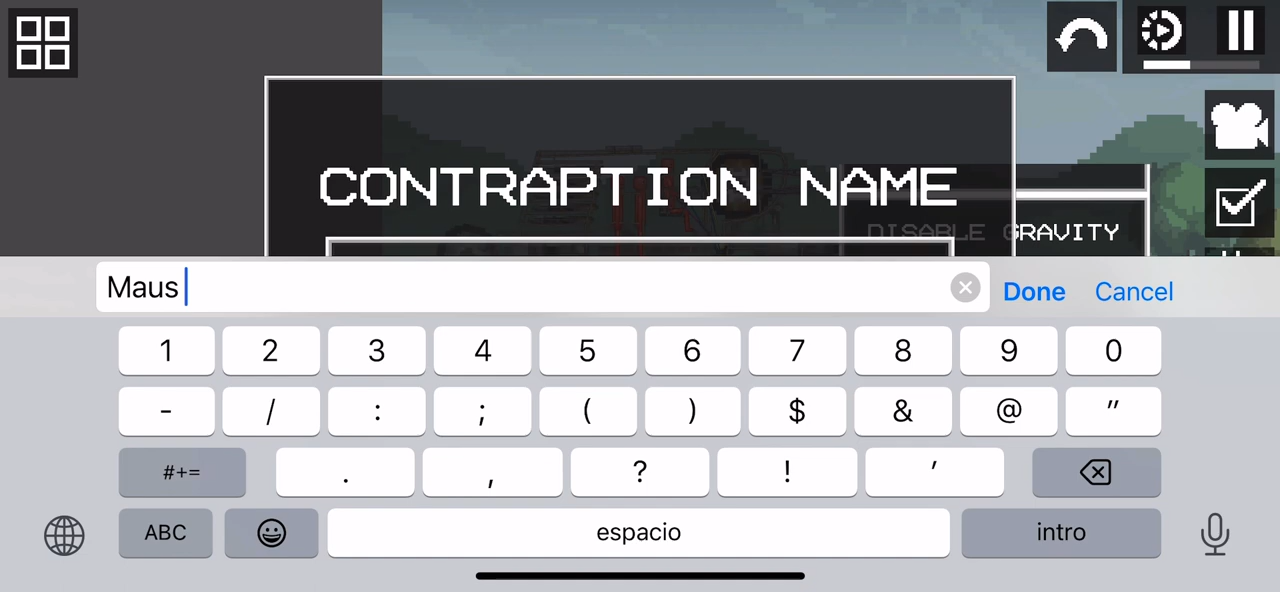 CONTRAPTION NAME
DISABLE GRAVITY
Maus
Done
Cancel
1 2 3 4 5 6 7 8 9 0
- / : ; ( ) $ & @ "
#+= . , ? ! '
ABC espacio intro